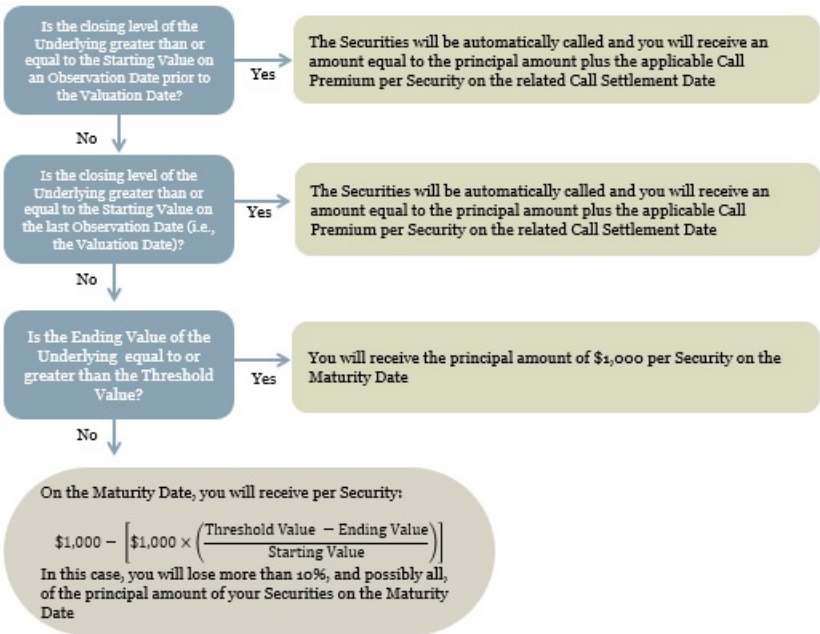 Is the closing level of the
Underlying greater than or
equal to the Starting Value on
an Observation Date prior to
the Valuation Date?
Yes
The Securities will be automatically called and you will receive an
amount equal to the principal amount plus the applicable Call
Premium per Security on the related Call Settlement Date
No
Is the closing level of the
Underlying greater than or
equal to the Starting Value on
the last Observation Date (i.e.,
the Valuation Date)?
Yes
The Securities will be automatically called and you will receive an
amount equal to the principal amount plus the applicable Call
Premium per Security on the related Call Settlement Date
No
Is the Ending Value of the
Underlying equal to or
greater than the Threshold
Value?
Yes
You will receive the principal amount of $1,000 per Security on the
Maturity Date
No
On the Maturity Date, you will receive per Security:
$1,000 − [$1,000 × (Threshold Value − Ending Value
Starting Value)]
In this case, you will lose more than 10%, and possibly all,
of the principal amount of your Securities on the Maturity
Date